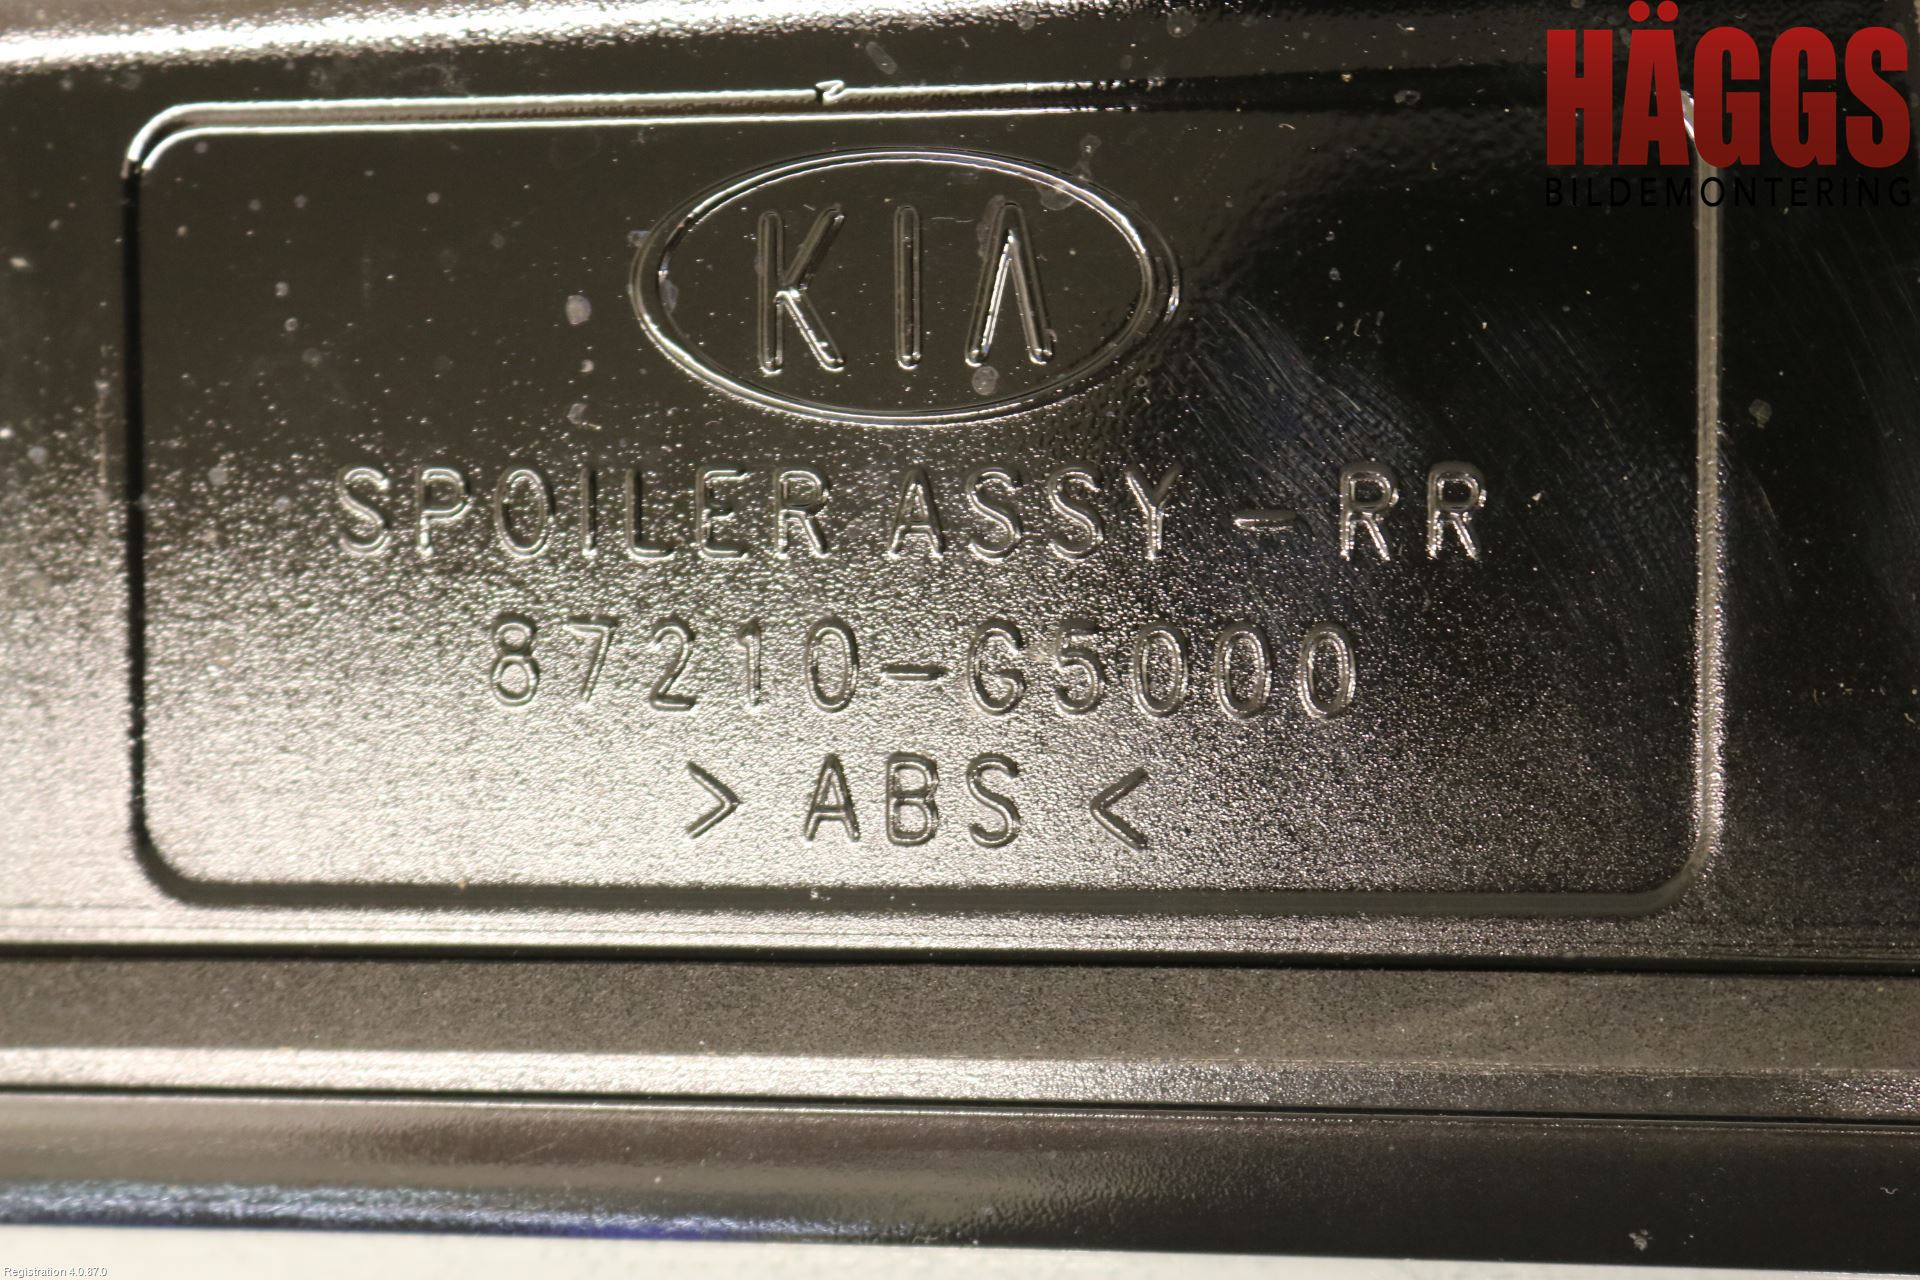 HÄGGS
BILDEMONTERING
KIA
SPOILER ASSY - RR
87210-G5000
> ABS <
Registration 4.0.87.0